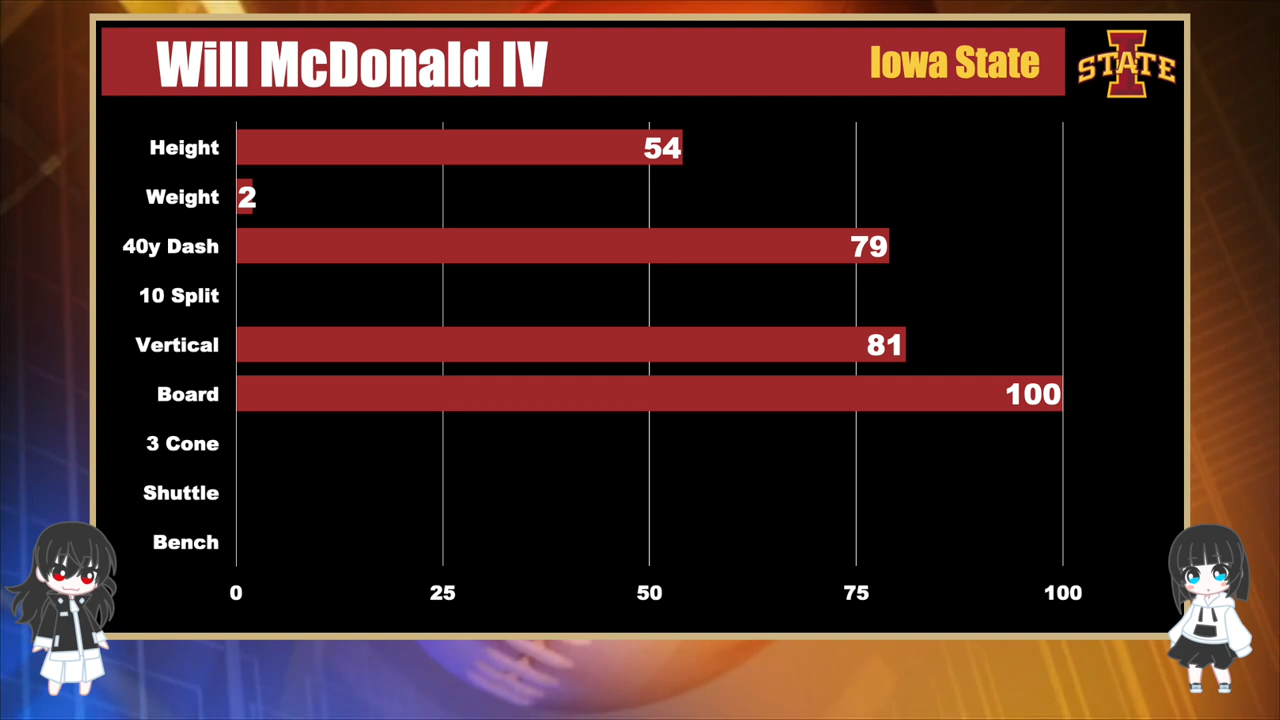 Will McDonald IV
Iowa State
I STATE
Height 54
Weight 2
40y Dash 79
10 Split
Vertical 81
Board 100
3 Cone
Shuttle
Bench
0 25 50 75 100